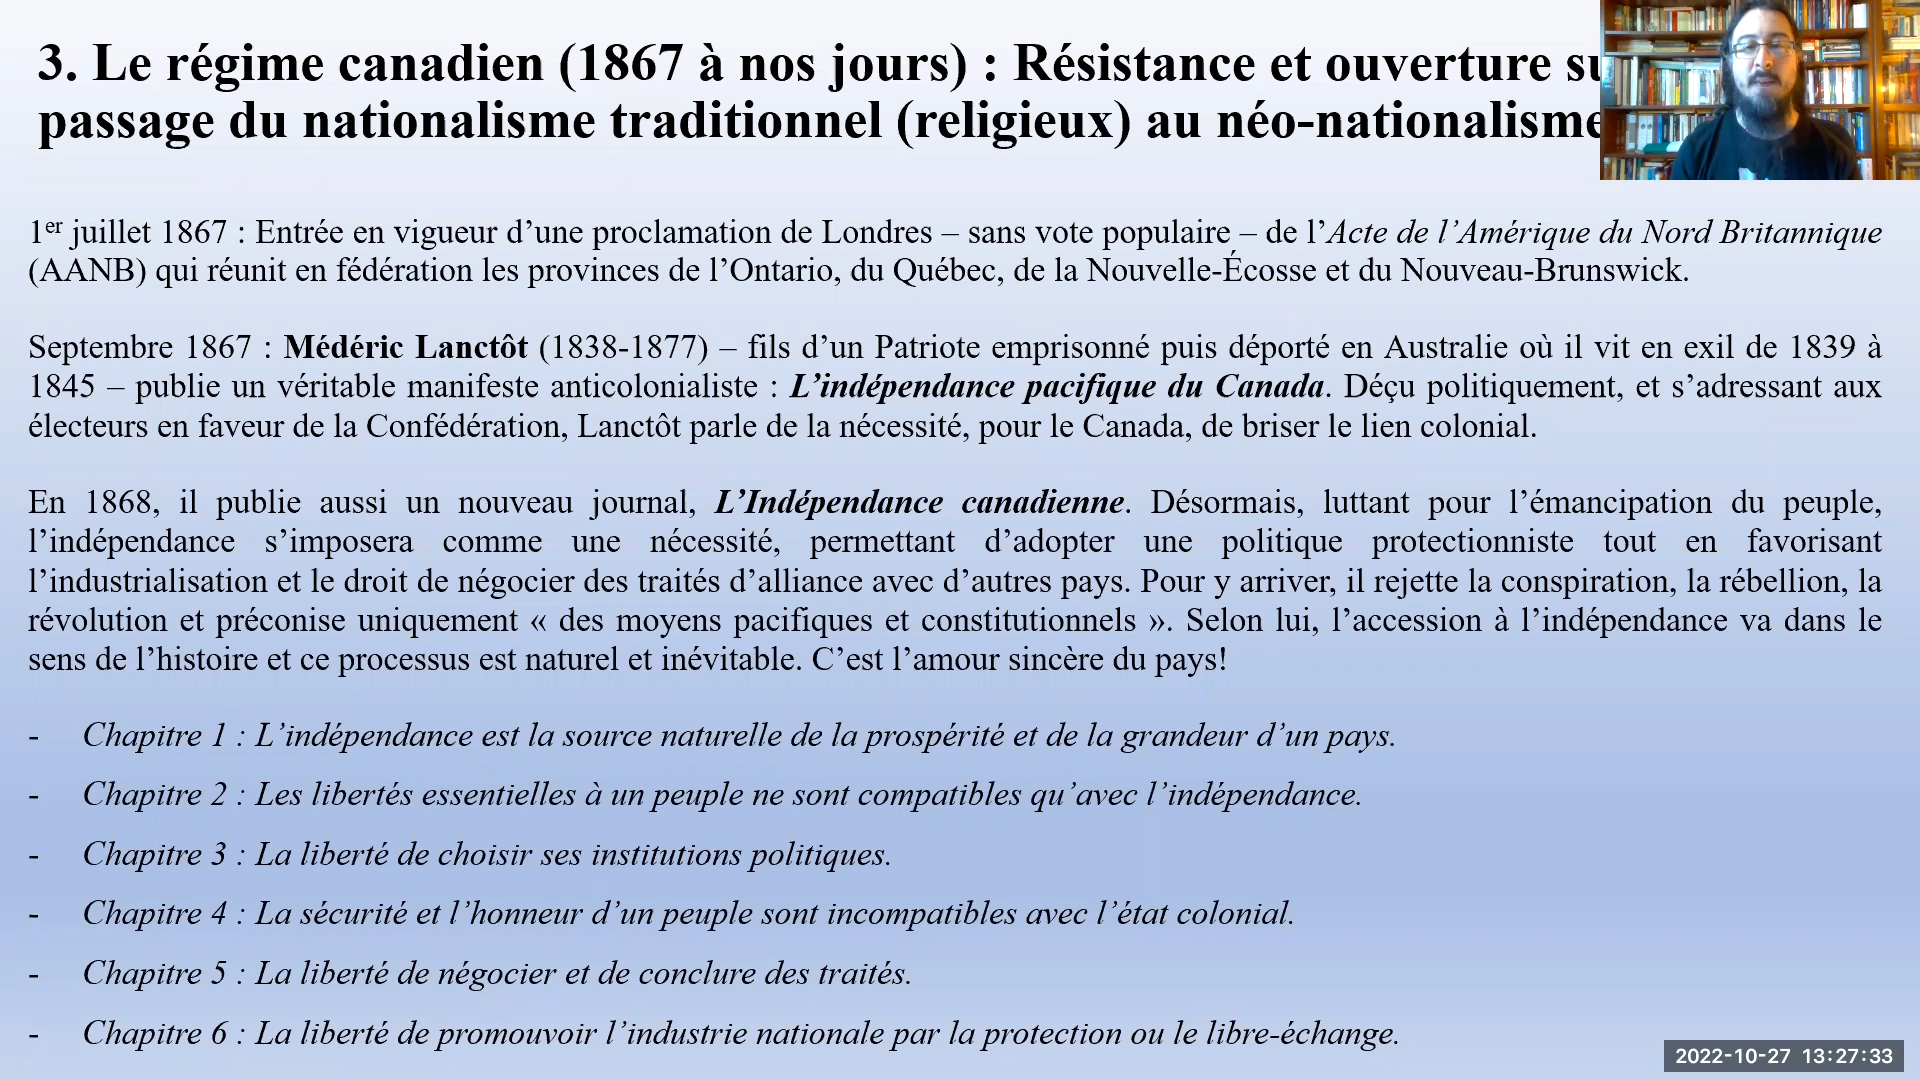 3. Le régime canadien (1867 à nos jours) : Résistance et ouverture
passage du nationalisme traditionnel (religieux) au néo-nationalisme
1er juillet 1867 : Entrée en vigueur d’une proclamation de Londres – sans vote populaire – de l’Acte de l’Amérique du Nord Britannique
(AANB) qui réunit en fédération les provinces de l’Ontario, du Québec, de la Nouvelle-Écosse et du Nouveau-Brunswick.
Septembre 1867 : Médéric Lanctôt (1838-1877) – fils d’un Patriote emprisonné puis déporté en Australie où il vit en exil de 1839 à
1845 – publie un véritable manifeste anticolonialiste : L’indépendance pacifique du Canada. Déçu politiquement, et s’adressant aux
électeurs en faveur de la Confédération, Lanctôt parle de la nécessité, pour le Canada, de briser le lien colonial.
En 1868, il publie aussi un nouveau journal, L’Indépendance canadienne. Désormais, luttant pour l’émancipation du peuple,
l’indépendance s’imposera comme une nécessité, permettant d’adopter une politique protectionniste tout en favorisant
l’industrialisation et le droit de négocier des traités d’alliance avec d’autres pays. Pour y arriver, il rejette la conspiration, la rébellion, la
révolution et préconise uniquement « des moyens pacifiques et constitutionnels ». Selon lui, l’accession à l’indépendance va dans le
sens de l’histoire et ce processus est naturel et inévitable. C’est l’amour sincère du pays!
- Chapitre 1 : L’indépendance est la source naturelle de la prospérité et de la grandeur d’un pays.
- Chapitre 2 : Les libertés essentielles à un peuple ne sont compatibles qu’avec l’indépendance.
- Chapitre 3 : La liberté de choisir ses institutions politiques.
- Chapitre 4 : La sécurité et l’honneur d’un peuple sont incompatibles avec l’état colonial.
- Chapitre 5 : La liberté de négocier et de conclure des traités.
- Chapitre 6 : La liberté de promouvoir l’industrie nationale par la protection ou le libre-échange.
2022-10-27 13:27:33